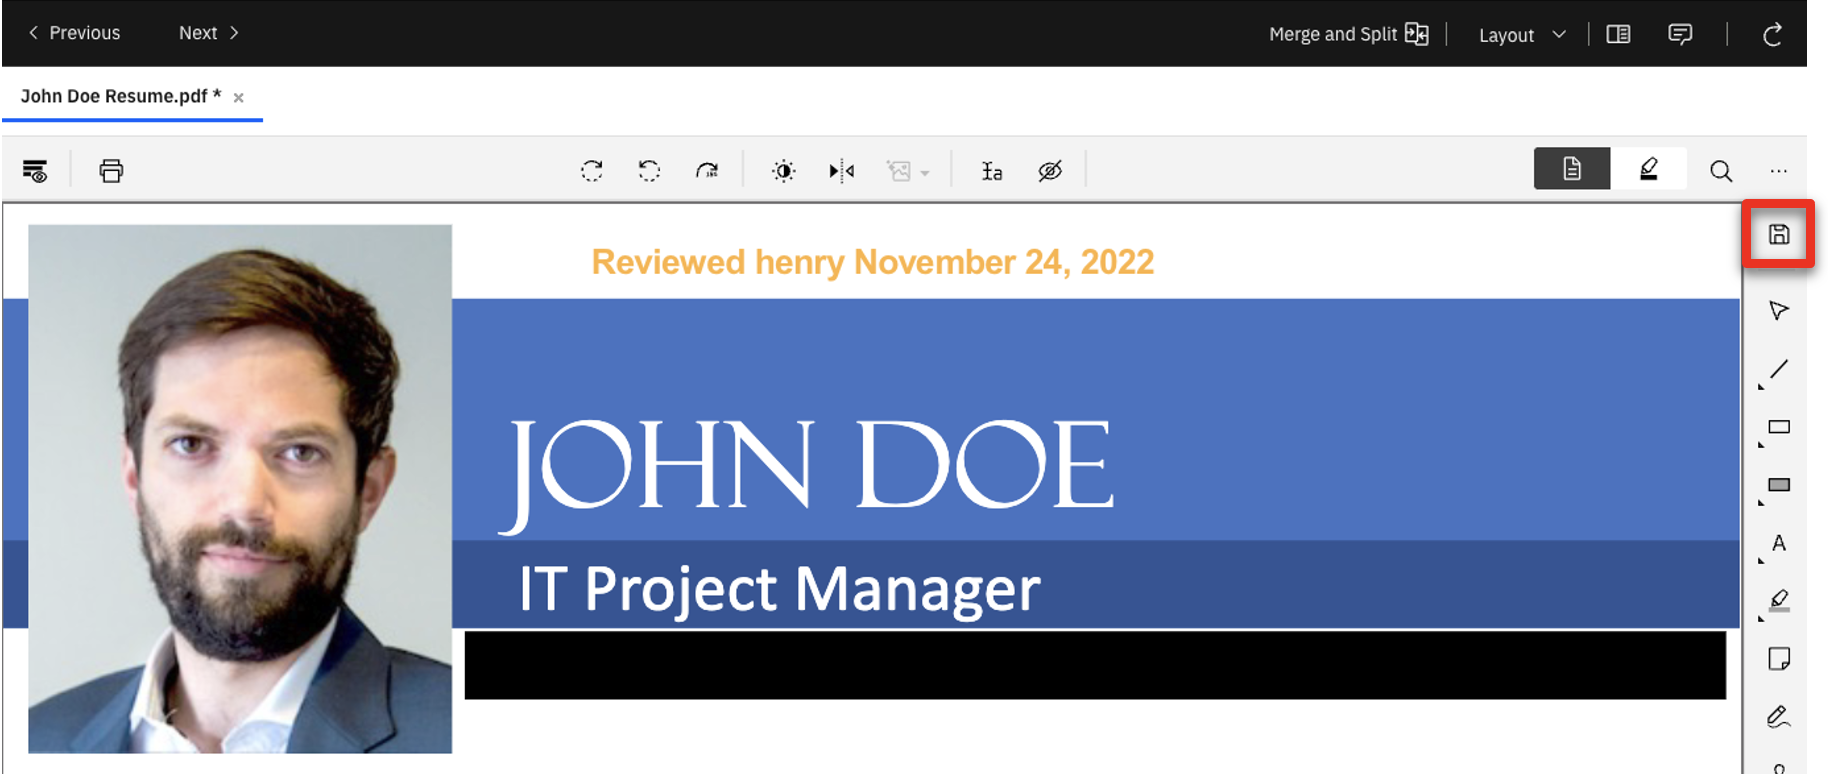 Previous Next Merge and Split Layout
John Doe Resume.pdf * ×
Ia
...
Reviewed henry November 24, 2022
JOHN DOE
IT Project Manager
A